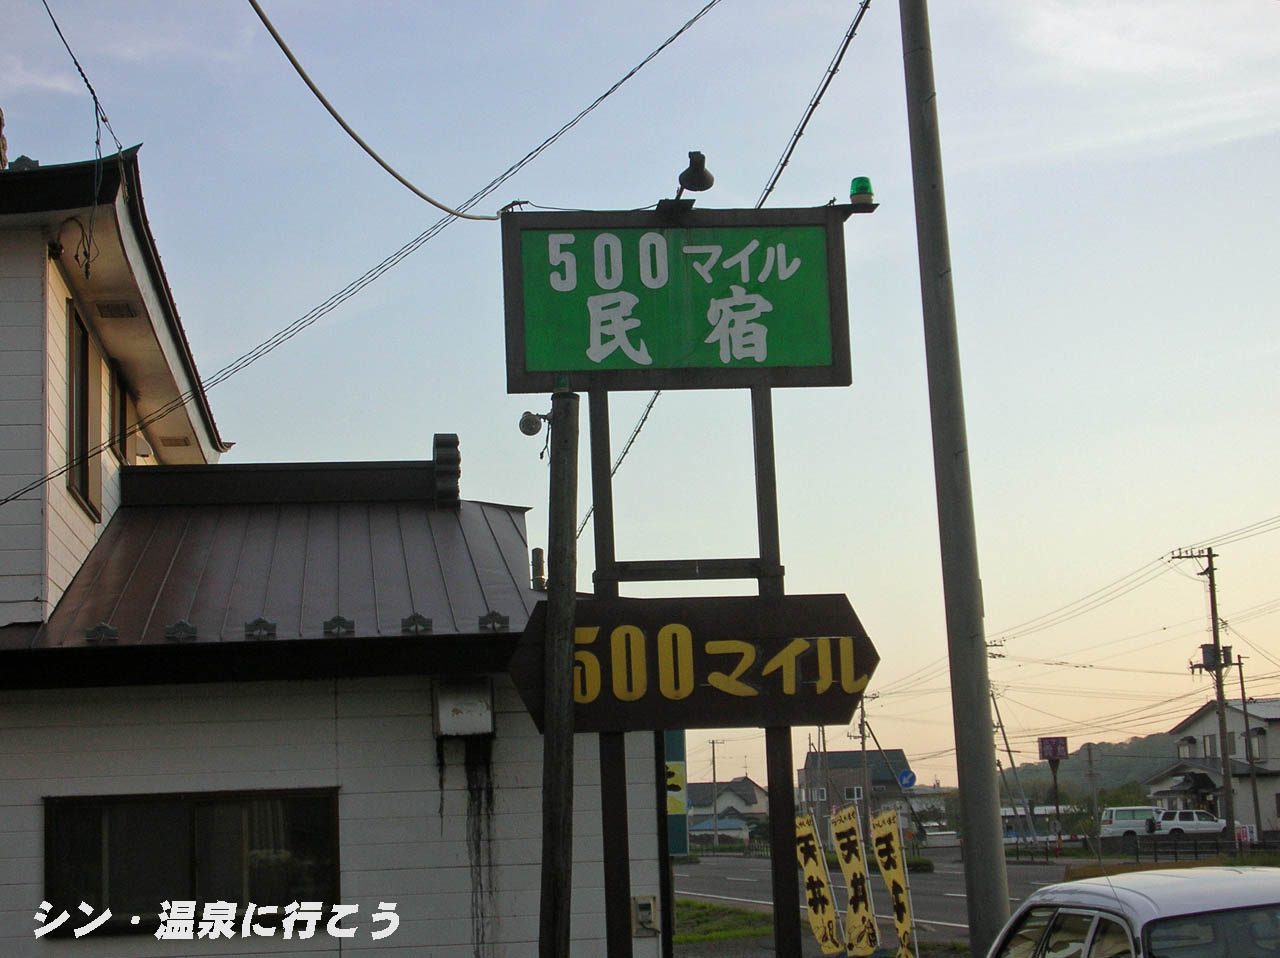 500マイル
民宿
500マイル
天丼
天丼
シン・温泉に行こう